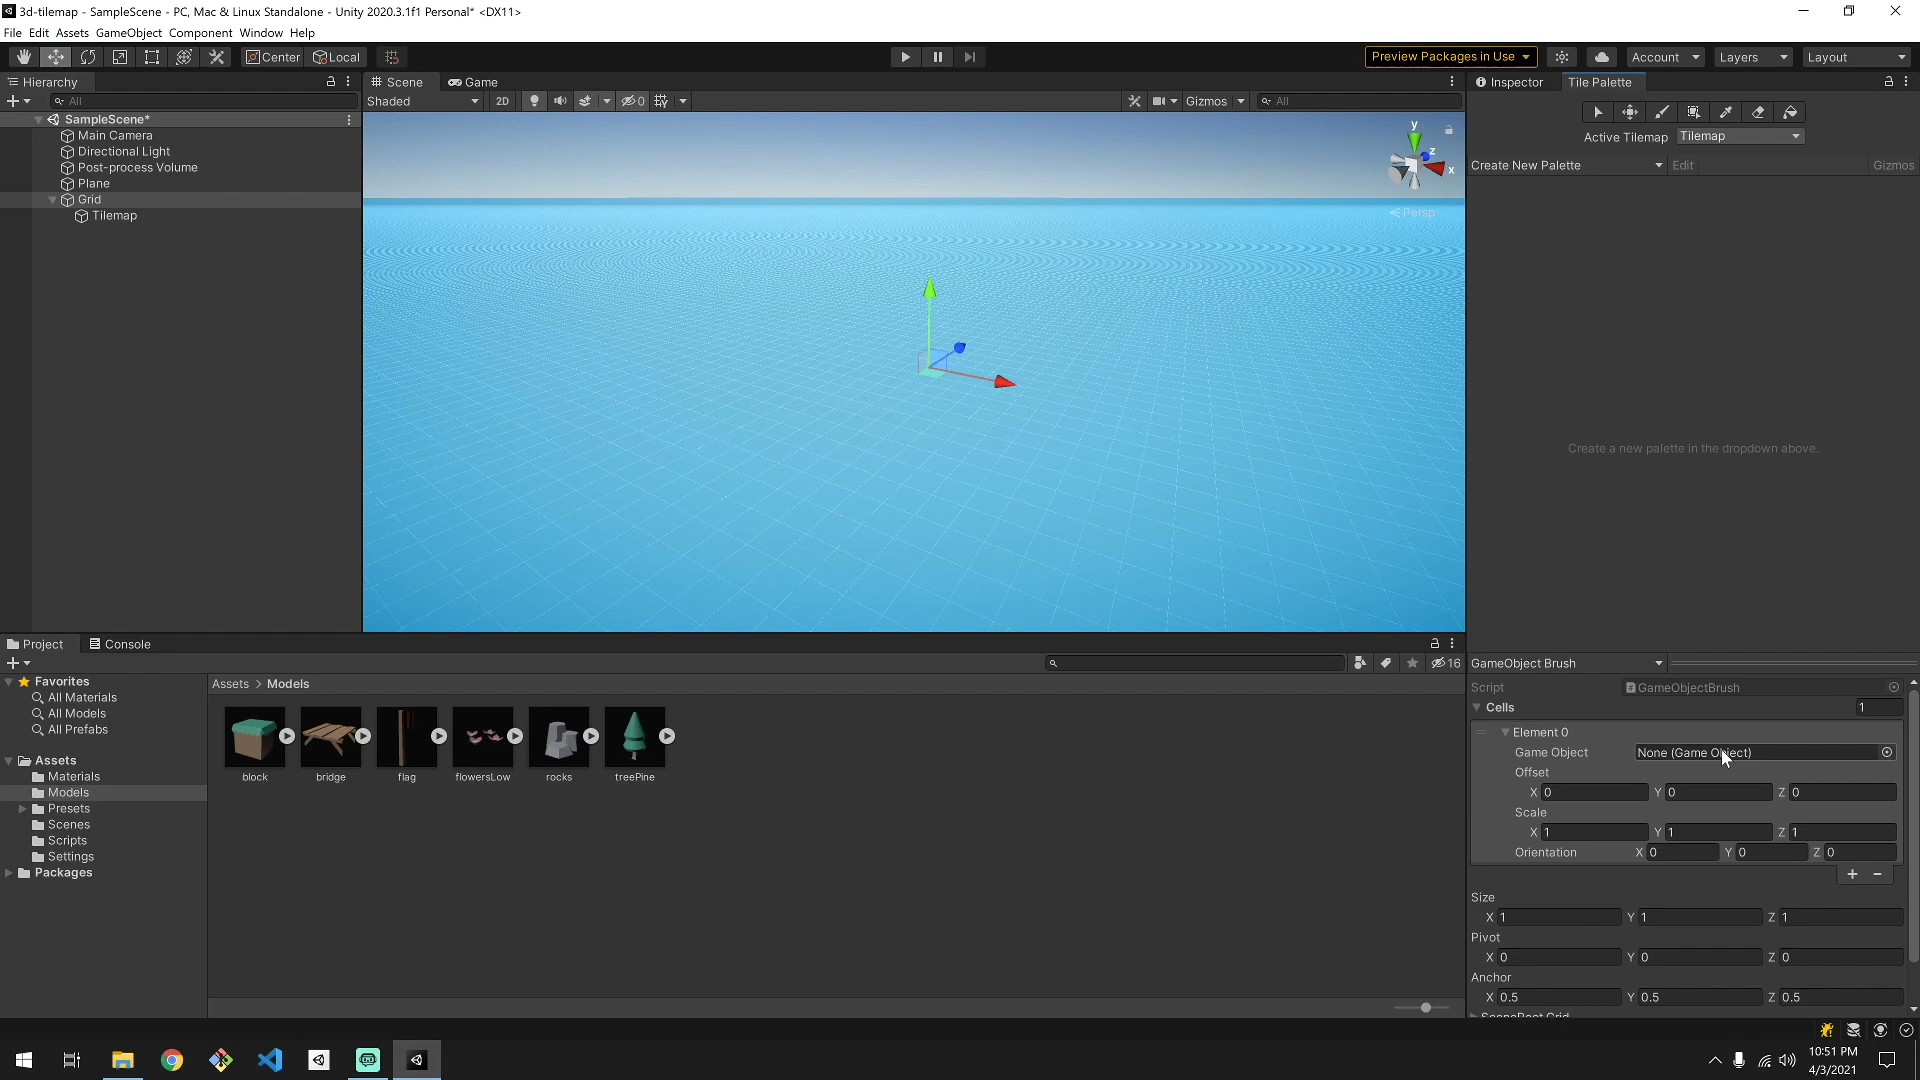 3d-tilemap - SampleScene - PC, Mac & Linux Standalone - Unity 2020.3.1f1 Personal* <DX11>
File Edit Assets GameObject Component Window Help
Center Local
Preview Packages in Use Account Layers Layout
Hierarchy
All
SampleScene*
Main Camera
Directional Light
Post-process Volume
Plane
Grid
Tilemap
Scene Game
Shaded 2D 0 Gizmos All
y
z
x
Persp
Inspector Tile Palette
Active Tilemap Tilemap
Create New Palette Edit Gizmos
Create a new palette in the dropdown above.
Project Console
16
Favorites
All Materials
All Models
All Prefabs
Assets
Materials
Models
Presets
Scenes
Scripts
Settings
Packages
Assets > Models
block bridge flag flowersLow rocks treePine
GameObject Brush
Script GameObjectBrush
Cells 1
Element 0
Game Object None (Game Object)
Offset
X 0 Y 0 Z 0
Scale
X 1 Y 1 Z 1
Orientation X 0 Y 0 Z 0
Size
X 1 Y 1 Z 1
Pivot
X 0 Y 0 Z 0
Anchor
X 0.5 Y 0.5 Z 0.5
10:51 PM
4/3/2021